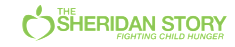 THE
SHERIDAN STORY
FIGHTING CHILD HUNGER